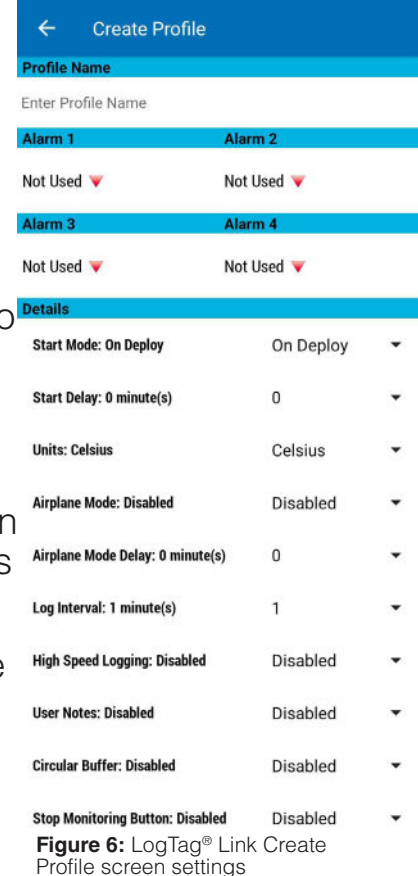 Create Profile
Profile Name
Enter Profile Name
Alarm 1 Alarm 2
Not Used Not Used
Alarm 3 Alarm 4
Not Used Not Used
Details
Start Mode: On Deploy On Deploy
Start Delay: 0 minute(s) 0
Units: Celsius Celsius
Airplane Mode: Disabled Disabled
Airplane Mode Delay: 0 minute(s) 0
Log Interval: 1 minute(s) 1
High Speed Logging: Disabled Disabled
User Notes: Disabled Disabled
Circular Buffer: Disabled Disabled
Stop Monitoring Button: Disabled Disabled
Figure 6: LogTag® Link Create
Profile screen settings